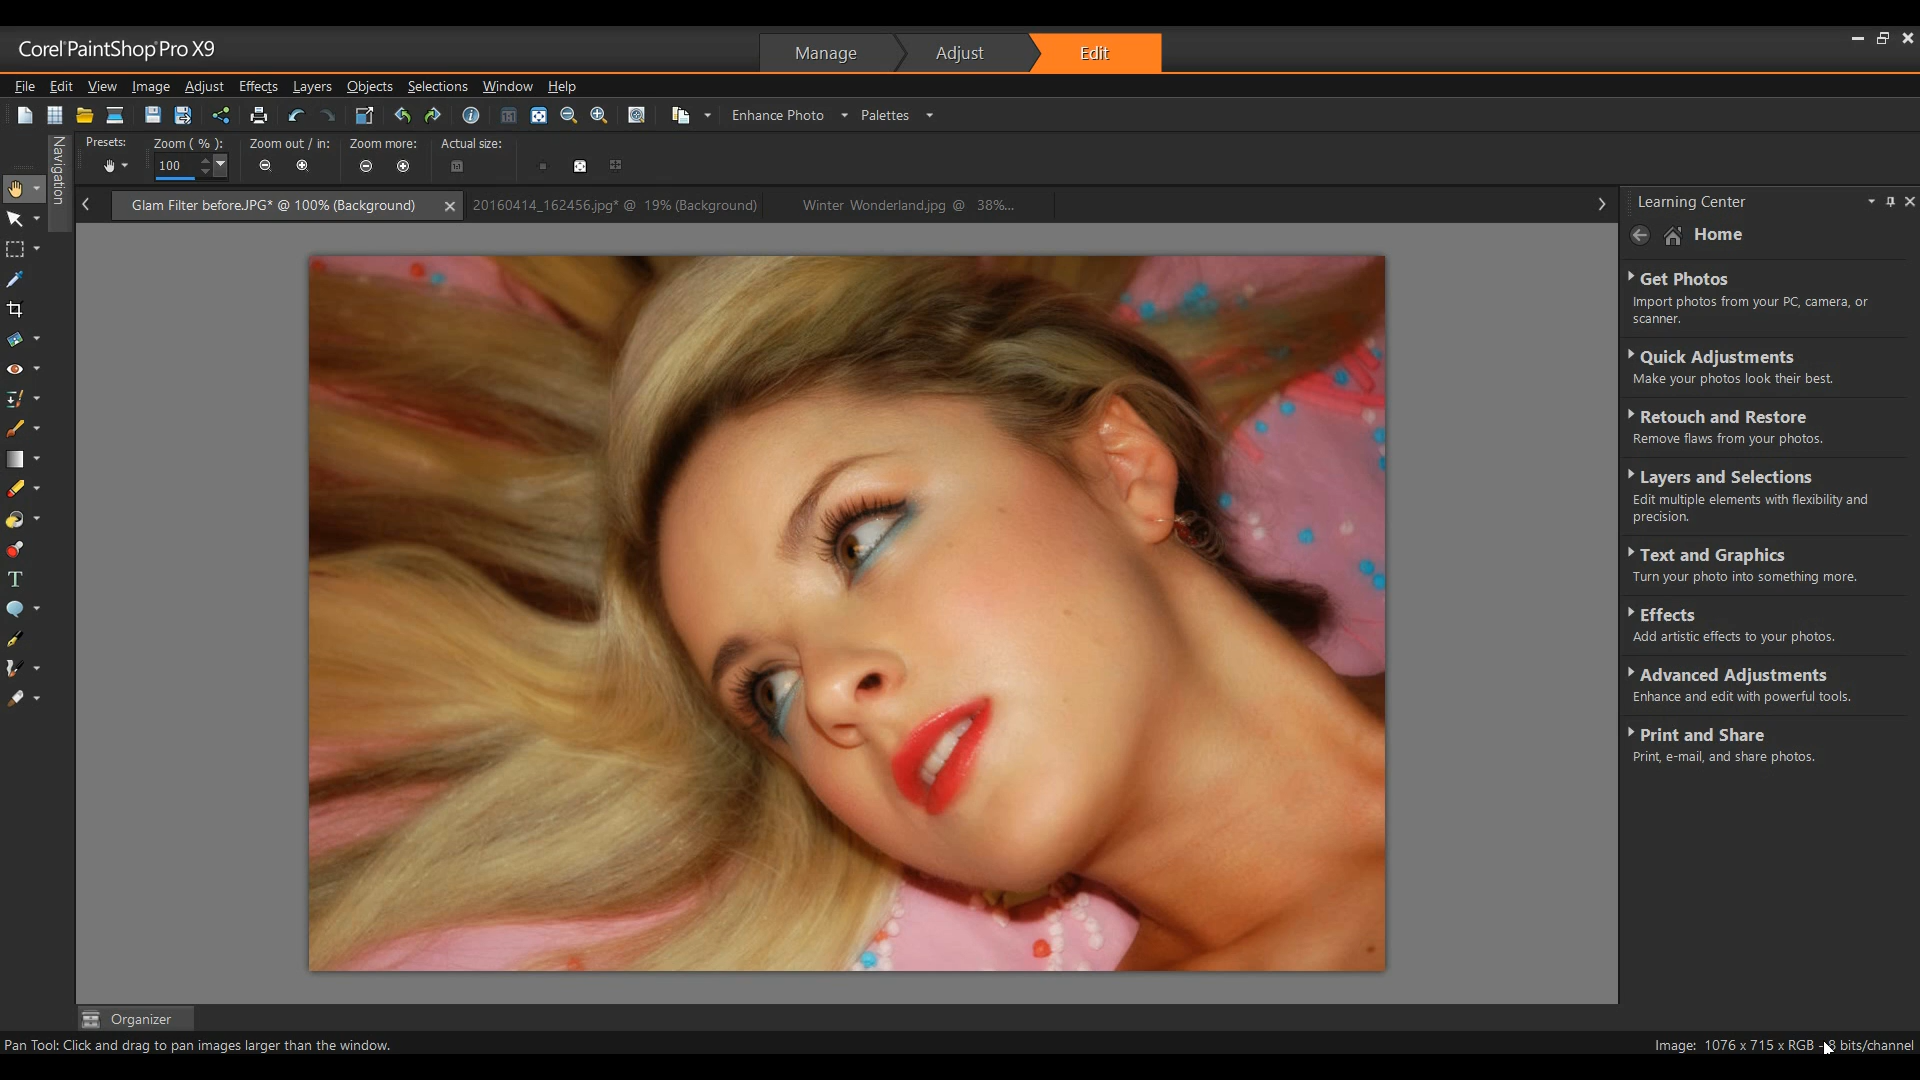 Corel PaintShop Pro X9
Manage
Adjust
Edit
File Edit View Image Adjust Effects Layers Objects Selections Window Help
Enhance Photo
Palettes
Presets:
Zoom ( % ):
Zoom out / in:
Zoom more:
Actual size:
100
Navigation
Glam Filter before.JPG* @ 100% (Background)
20160414_162456.jpg* @ 19% (Background)
Winter Wonderland.jpg @ 38%...
Learning Center
Home
Get Photos
Import photos from your PC, camera, or
scanner.
Quick Adjustments
Make your photos look their best.
Retouch and Restore
Remove flaws from your photos.
Layers and Selections
Edit multiple elements with flexibility and
precision.
Text and Graphics
Turn your photo into something more.
Effects
Add artistic effects to your photos.
Advanced Adjustments
Enhance and edit with powerful tools.
Print and Share
Print, e-mail, and share photos.
Organizer
Pan Tool: Click and drag to pan images larger than the window.
Image: 1076 x 715 x RGB - 8 bits/channel